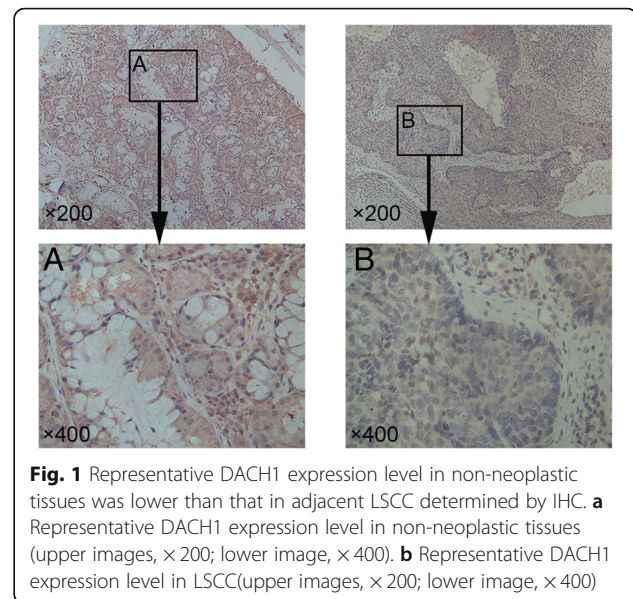 A
B
×200
×200
A
B
×400
×400
Fig. 1 Representative DACH1 expression level in non-neoplastic
tissues was lower than that in adjacent LSCC determined by IHC. a
Representative DACH1 expression level in non-neoplastic tissues
(upper images, × 200; lower image, × 400). b Representative DACH1
expression level in LSCC(upper images, × 200; lower image, × 400)